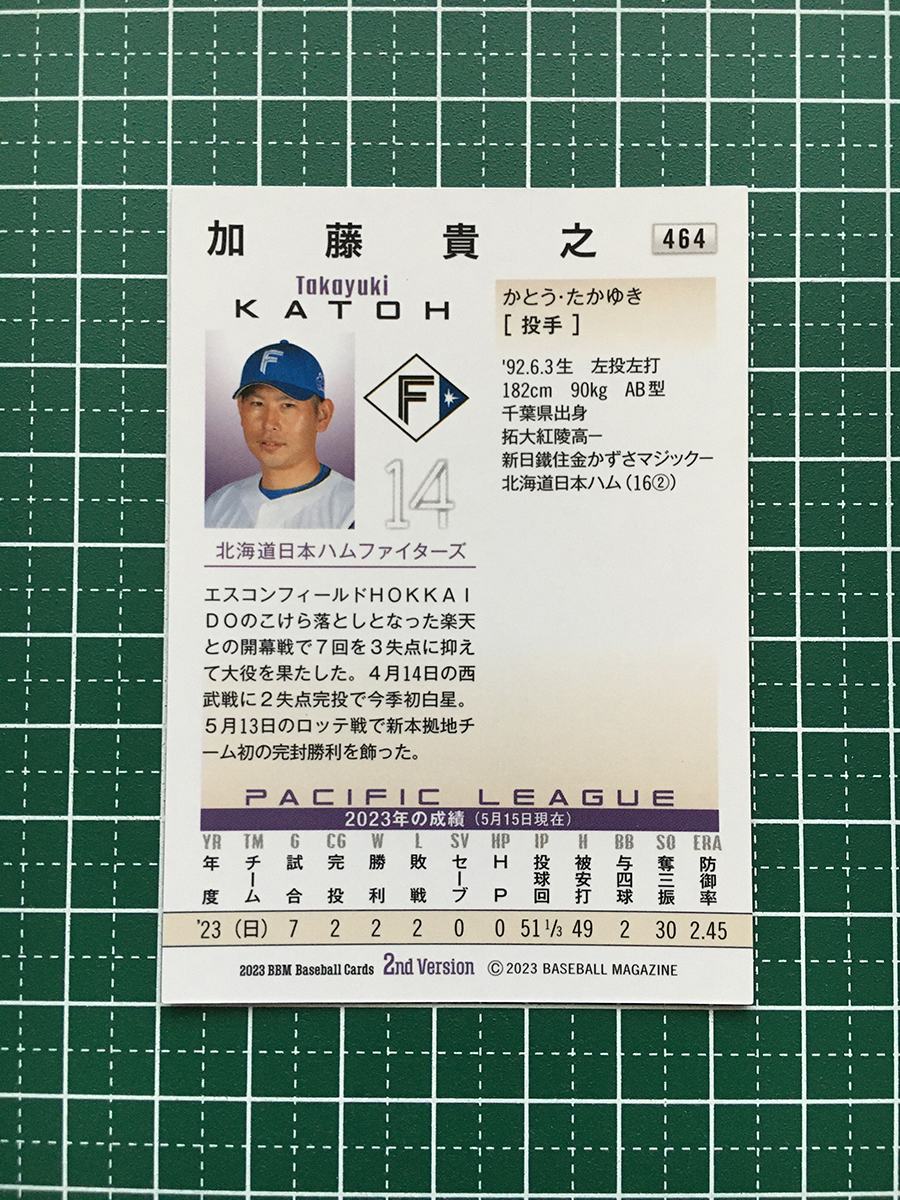 加藤貴之
464
Takayuki
KATOH
かとう・たかゆき
[投手]
'92.6.3生 左投左打
182cm 90kg AB型
千葉県出身
拓大紅陵高ー
新日鐵住金かずさマジックー
北海道日本ハム(16②)
F
F
14
北海道日本ハムファイターズ
エスコンフィールドHOKKAI
DOのこけら落としとなった楽天
との開幕戦で7回を3失点に抑え
て大役を果たした。4月14日の西
武戦に2失点完投で今季初白星。
5月13日のロッテ戦で新本拠地チ
ーム初の完封勝利を飾った。
PACIFIC LEAGUE
2023年の成績(5月15日現在)
YR TM G CG W L SV HP IP H BB SO ERA
年度 チーム 試合 完投 勝利 敗戦 セーブ HP 投球回 被安打 与四球 奪三振 防御率
'23 (日) 7 2 2 2 0 0 51 1/3 49 2 30 2.45
2023 BBM Baseball Cards 2nd Version ©2023 BASEBALL MAGAZINE